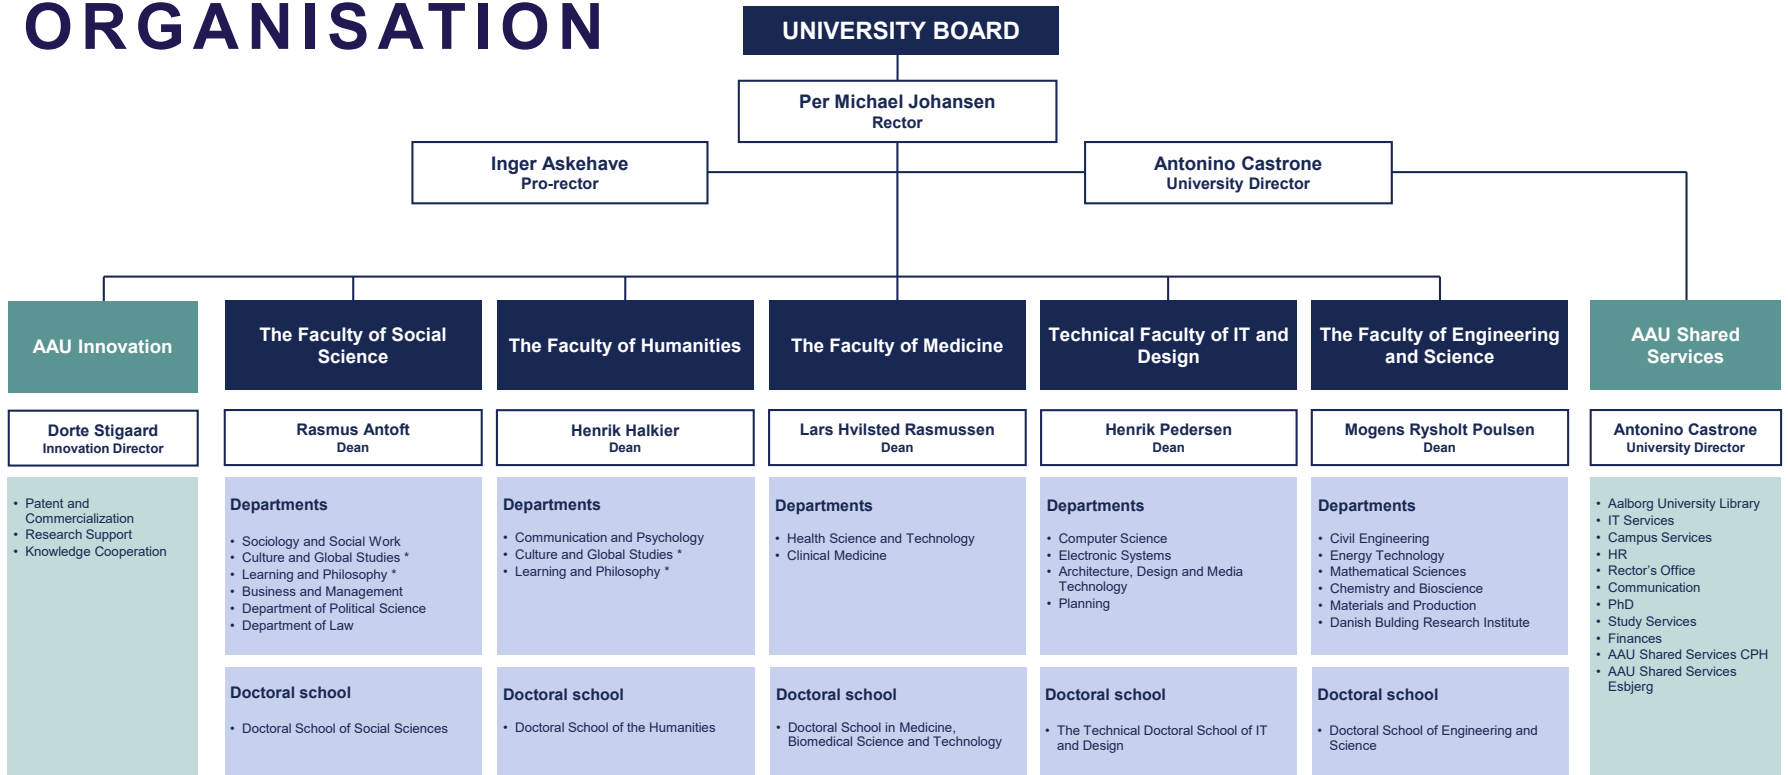 ORGANISATION
UNIVERSITY BOARD
Per Michael Johansen
Rector
Inger Askehave
Pro-rector
Antonino Castrone
University Director
AAU Innovation
Dorte Stigaard
Innovation Director
• Patent and
Commercialization
• Research Support
• Knowledge Cooperation
The Faculty of Social
Science
Rasmus Antoft
Dean
Departments
• Sociology and Social Work
• Culture and Global Studies *
• Learning and Philosophy *
• Business and Management
• Department of Political Science
• Department of Law
Doctoral school
• Doctoral School of Social Sciences
The Faculty of Humanities
Henrik Halkier
Dean
Departments
• Communication and Psychology
• Culture and Global Studies *
• Learning and Philosophy *
Doctoral school
• Doctoral School of the Humanities
The Faculty of Medicine
Lars Hvilsted Rasmussen
Dean
Departments
• Health Science and Technology
• Clinical Medicine
Doctoral school
• Doctoral School in Medicine,
Biomedical Science and Technology
Technical Faculty of IT and
Design
Henrik Pedersen
Dean
Departments
• Computer Science
• Electronic Systems
• Architecture, Design and Media
Technology
• Planning
Doctoral school
• The Technical Doctoral School of IT
and Design
The Faculty of Engineering
and Science
Mogens Rysholt Poulsen
Dean
Departments
• Civil Engineering
• Energy Technology
• Mathematical Sciences
• Chemistry and Bioscience
• Materials and Production
• Danish Bulding Research Institute
Doctoral school
• Doctoral School of Engineering and
Science
AAU Shared
Services
Antonino Castrone
University Director
• Aalborg University Library
• IT Services
• Campus Services
• HR
• Rector’s Office
• Communication
• PhD
• Study Services
• Finances
• AAU Shared Services CPH
• AAU Shared Services
Esbjerg